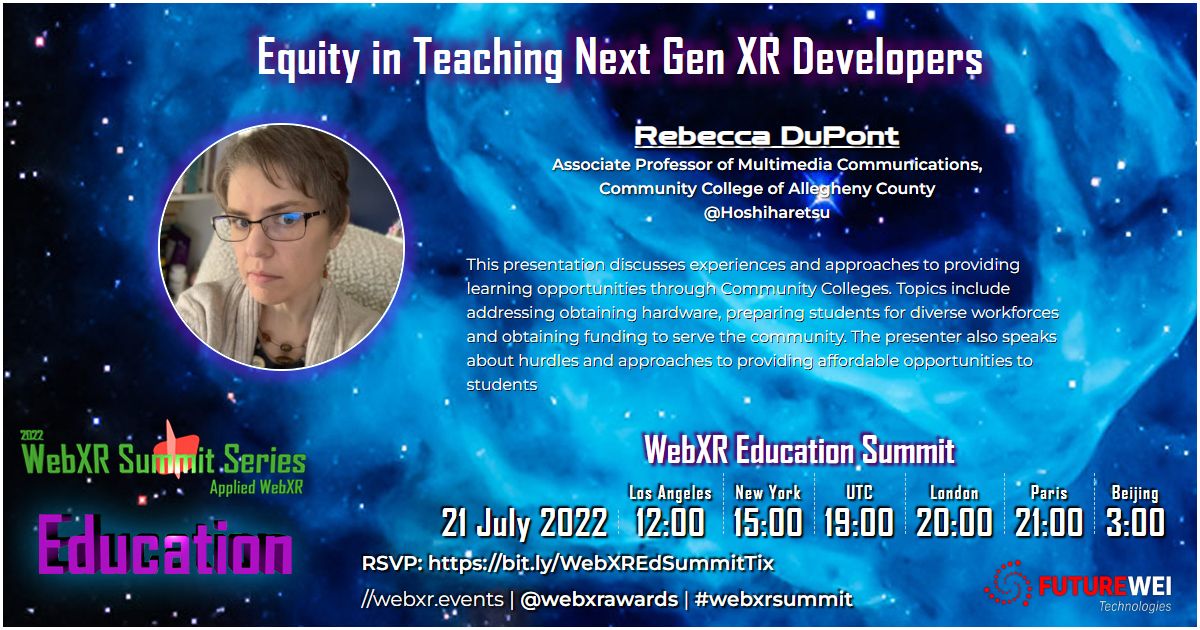 Equity in Teaching Next Gen XR Developers
Rebecca DuPont
Associate Professor of Multimedia Communications,
Community College of Allegheny County
@Hoshiharetsu
This presentation discusses experiences and approaches to providing
learning opportunities through Community Colleges. Topics include
addressing obtaining hardware, preparing students for diverse workforces
and obtaining funding to serve the community. The presenter also speaks
about hurdles and approaches to providing affordable opportunities to
students
2022
WebXR Summit Series
Applied WebXR
Education
WebXR Education Summit
Los Angeles New York UTC London Paris Beijing
21 July 2022 12:00 15:00 19:00 20:00 21:00 3:00
RSVP: https://bit.ly/WebXREdSummitTix
//webxr.events | @webxrawards | #webxrsummit
FUTUREWEI
Technologies